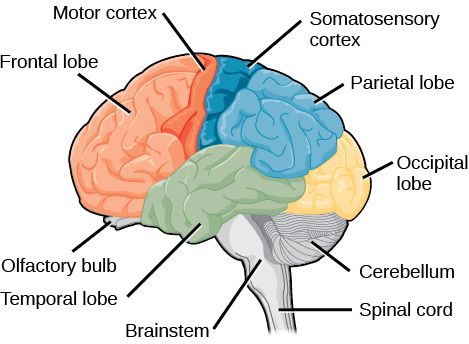 Motor cortex
Somatosensory
cortex
Frontal lobe
Parietal lobe
Occipital
lobe
Olfactory bulb
Cerebellum
Temporal lobe
Spinal cord
Brainstem